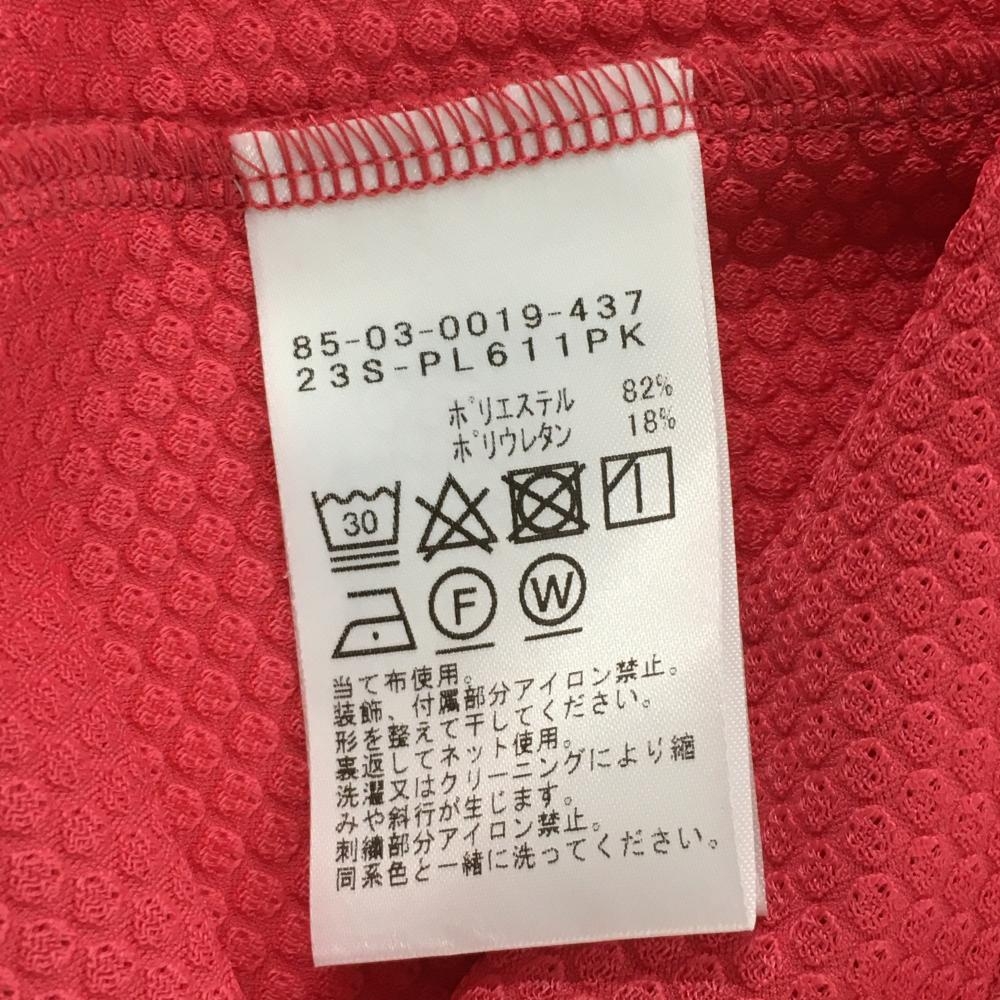 85-03-0019-437
23S-PL611PK
ポリエステル 82%
ポリウレタン 18%
30
F W
当て布使用。
装飾、付属部分アイロン禁止。
形を整えて干してください。
裏返してネット使用。
洗濯又はクリーニングにより縮
みや斜行が生じます。
刺繍部分アイロン禁止。
同系色と一緒に洗ってください。